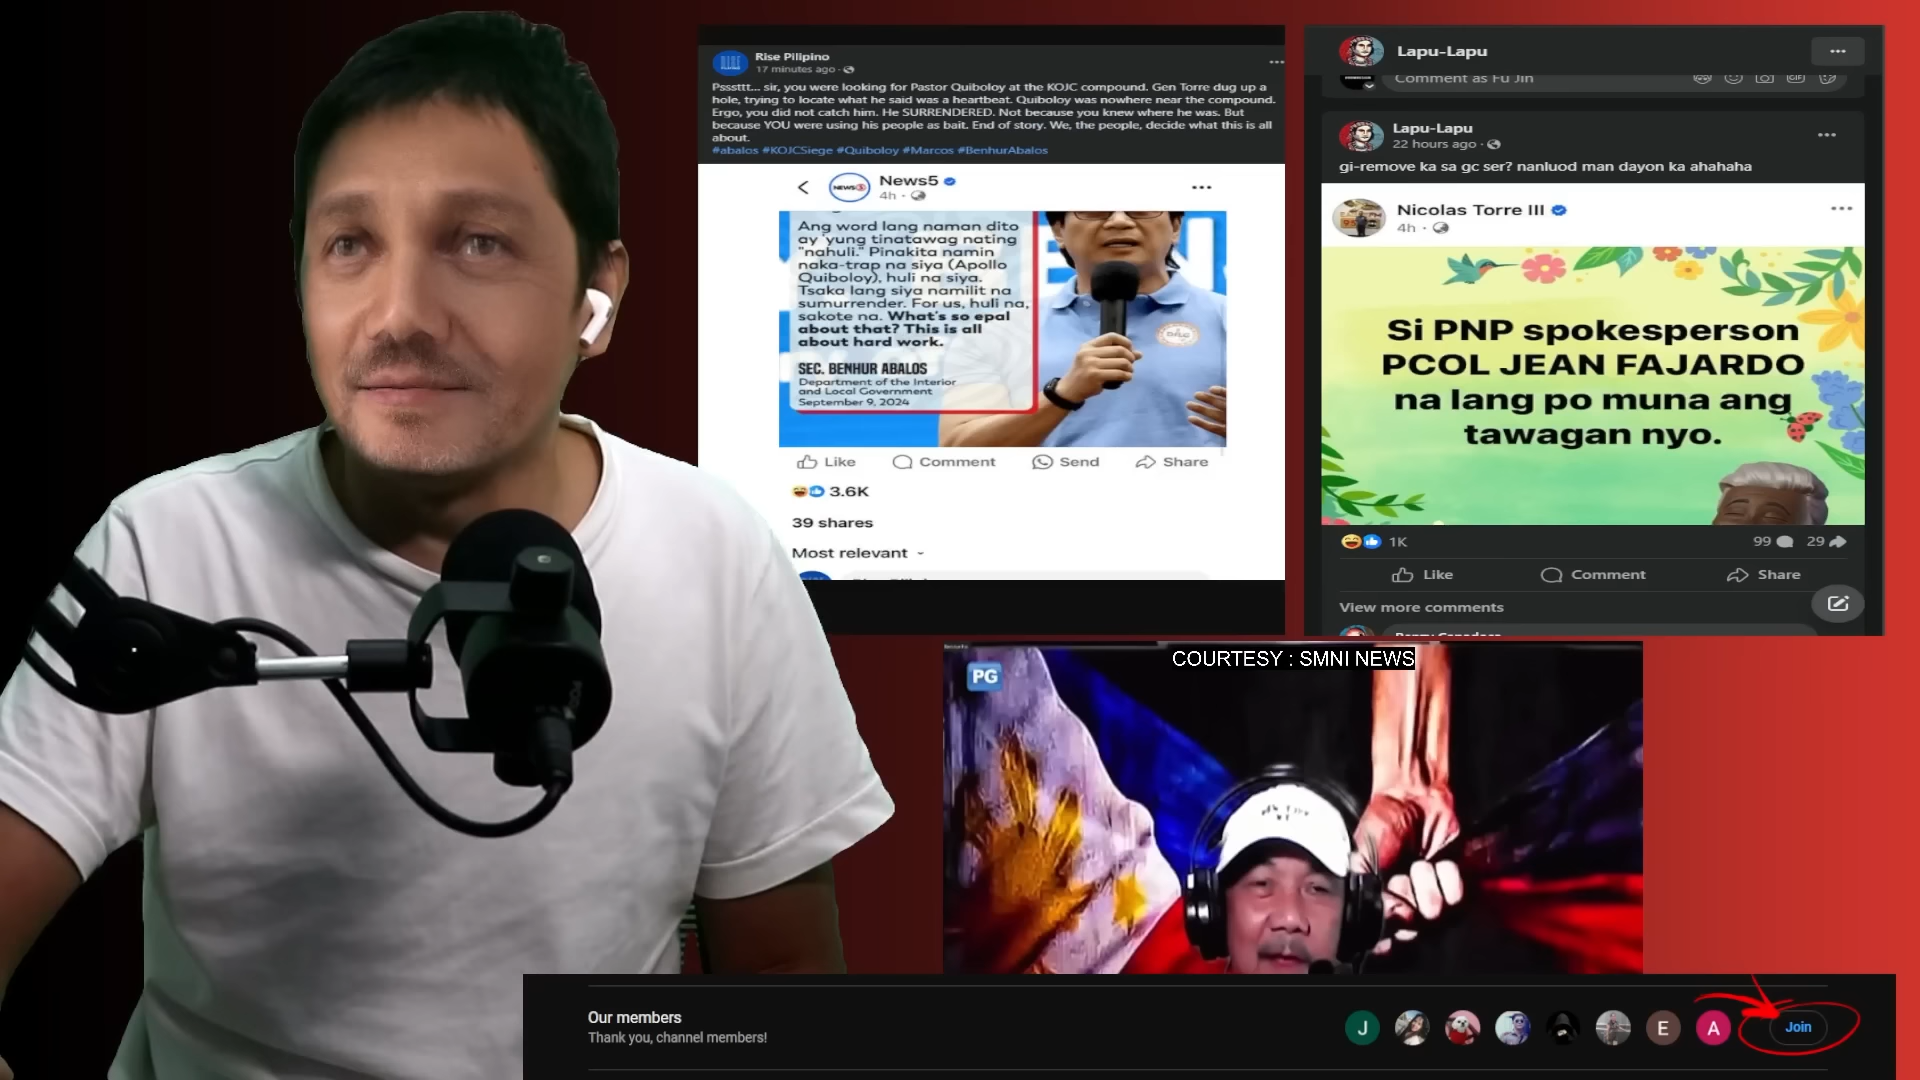 Rise Pilipino
17 minutes ago ·
Psssttt... sir, you were looking for Pastor Quiboloy at the KOJC compound. Gen Torre dug up a
hole, trying to locate what he said was a heartbeat. Quiboloy was nowhere near the compound.
Ergo, you did not catch him. He SURRENDERED. Not because you knew where he was. But
because YOU were using his people as bait. End of story. We, the people, decide what this is all
about.
#abalos #KOJCSiege #Quiboloy #Marcos #BenhurAbalos
News5
NEWS5
4h ·
Ang word lang naman dito
ay 'yung tinatawag nating
"nahuli." Pinakita namin
naka-trap na siya (Apollo
Quiboloy), huli na siya.
Tsaka lang siya namilit na
sumurrender. For us, huli na,
sakote na. What's so epal
about that? This is all
about hard work.
SEC. BENHUR ABALOS
Department of the Interior
and Local Government
September 9, 2024
Like Comment Send Share
3.6K
39 shares
Most relevant
Lapu-Lapu
Comment as Fu Jin
Lapu-Lapu
22 hours ago ·
gi-remove ka sa gc ser? nanluod man dayon ka ahahaha
Nicolas Torre III
4h ·
Si PNP spokesperson
PCOL JEAN FAJARDO
na lang po muna ang
tawagan nyo.
1K 99 29
Like Comment Share
View more comments
COURTESY : SMNI NEWS
PG
Our members
Thank you, channel members!
J E A Join